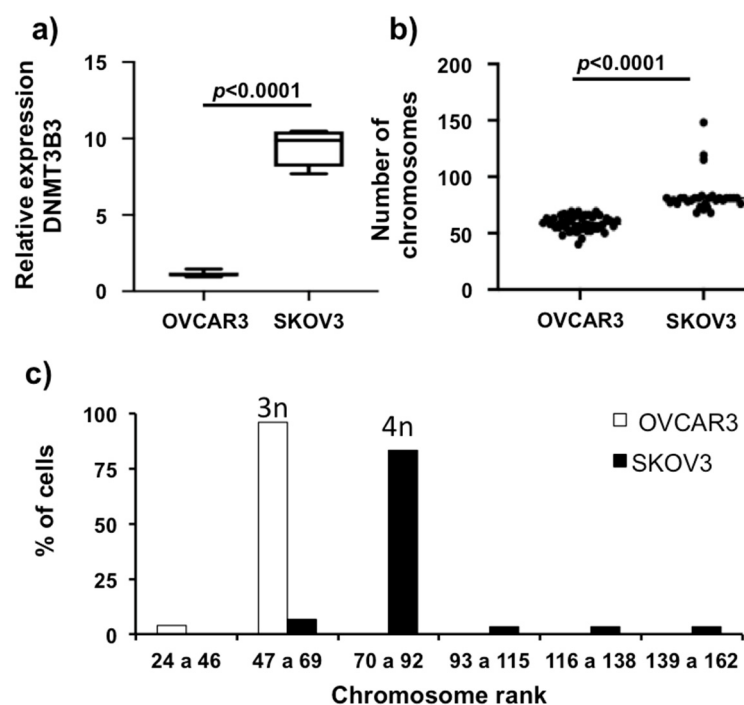 a)
Relative expression
DNMT3B3
15
10
5
0
p<0.0001
OVCAR3 SKOV3
b)
Number of
chromosomes
200
150
100
50
0
p<0.0001
OVCAR3 SKOV3
c)
% of cells
100
75
50
25
0
3n
4n
OVCAR3
SKOV3
24 a 46 47 a 69 70 a 92 93 a 115 116 a 138 139 a 162
Chromosome rank